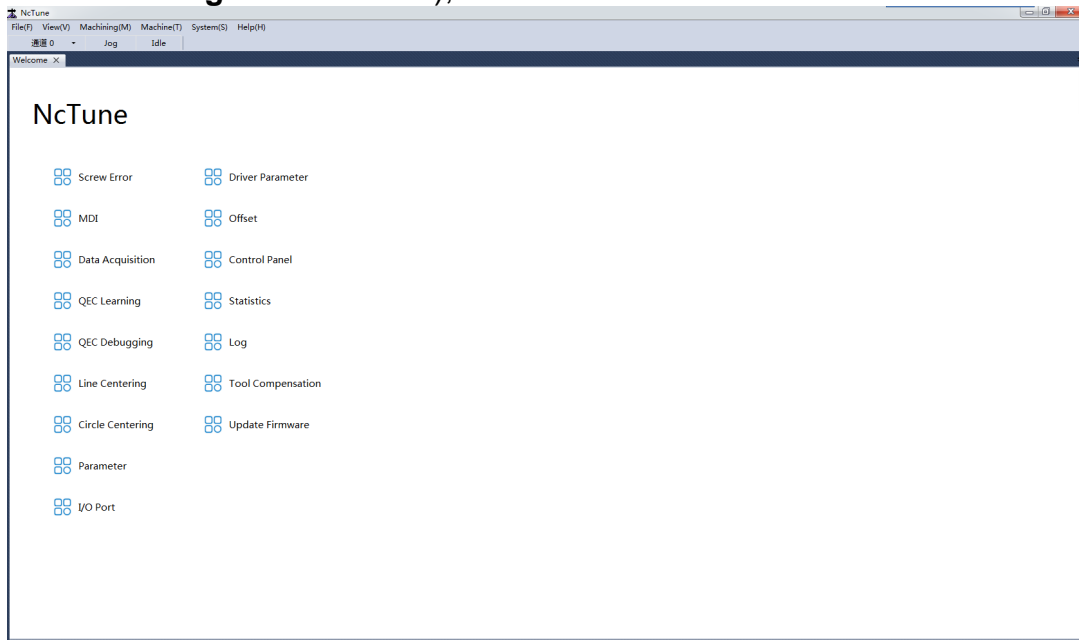 NcTune
File(F) View(V) Machining(M) Machine(T) System(S) Help(H)
通道 0 Jog Idle
Welcome X
NcTune
Screw Error Driver Parameter
MDI Offset
Data Acquisition Control Panel
QEC Learning Statistics
QEC Debugging Log
Line Centering Tool Compensation
Circle Centering Update Firmware
Parameter
I/O Port